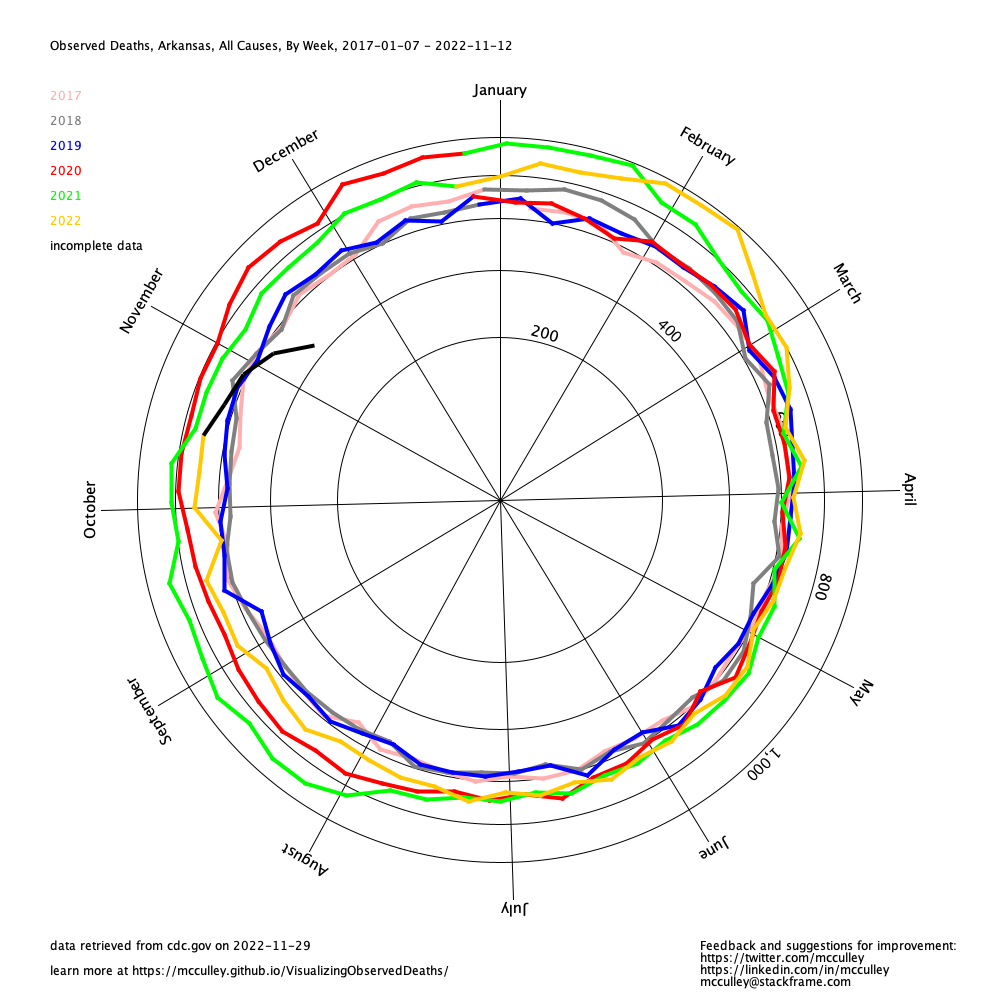 Observed Deaths, Arkansas, All Causes, By Week, 2017-01-07 - 2022-11-12
2017
2018
2019
2020
2021
2022
incomplete data
January
February
March
April
May
June
July
August
September
October
November
December
200
400
800
1,000
data retrieved from cdc.gov on 2022-11-29
learn more at https://mcculley.github.io/VisualizingObservedDeaths/
Feedback and suggestions for improvement:
https://twitter.com/mcculley
https://linkedin.com/in/mcculley
mcculley@stackframe.com